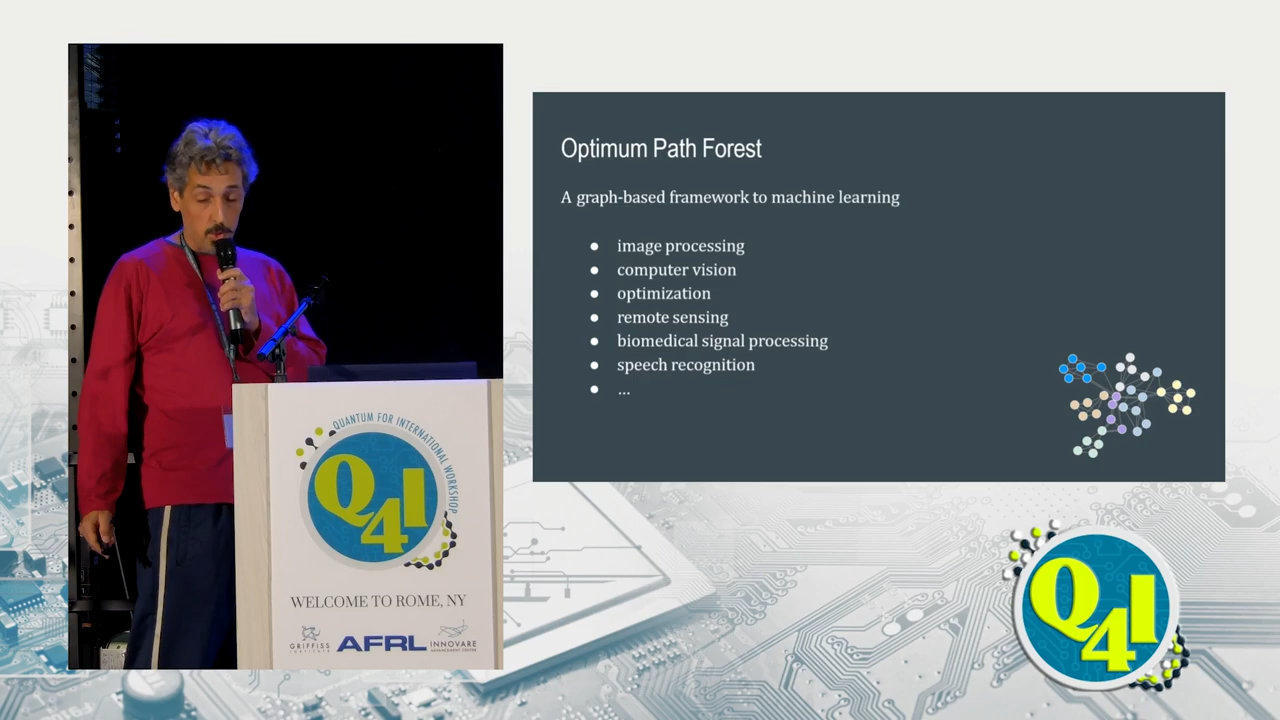 Optimum Path Forest
A graph-based framework to machine learning
● image processing
● computer vision
● optimization
● remote sensing
● biomedical signal processing
● speech recognition
● ...
QUANTUM FOR INTERNATIONAL WORKSHOP
Q4I
WELCOME TO ROME, NY
GRIFFISS
INSTITUTE
AFRL
INNOVARE
ADVANCEMENT CENTER
Q4I